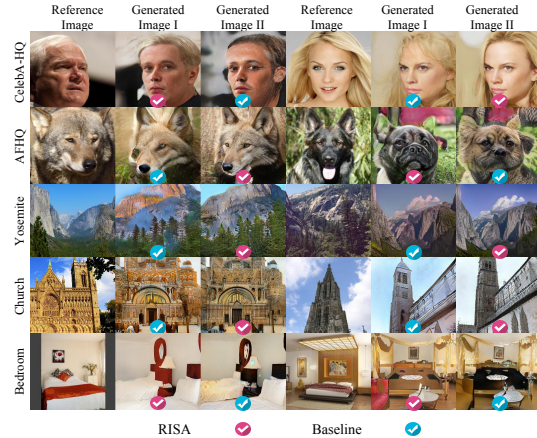 Reference Image Generated Image I Generated Image II Reference Image Generated Image I Generated Image II
CelebA-HQ
AFHQ
Yosemite
Church
Bedroom
RISA Baseline